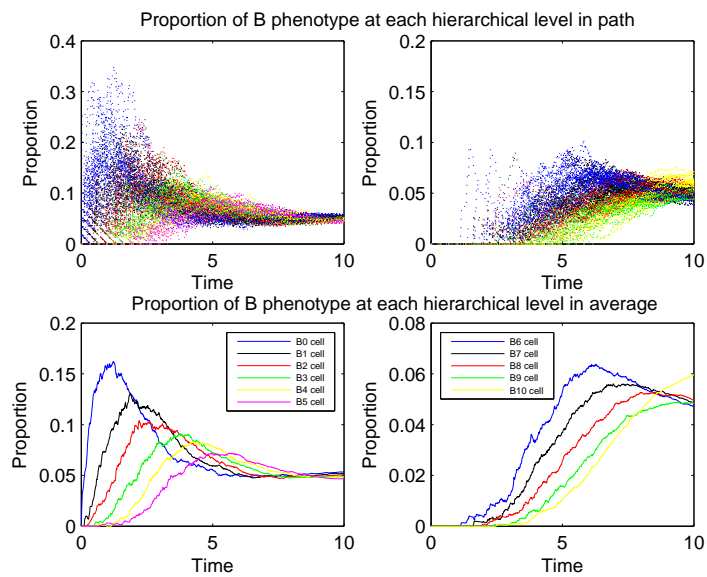 Proportion of B phenotype at each hierarchical level in path
0.4
0.3
0.2
0.1
0
Proportion
0 5 10
Time
0.2
0.15
0.1
0.05
0
Proportion
0 5 10
Time
Proportion of B phenotype at each hierarchical level in average
0.2
0.15
0.1
0.05
0
Proportion
B0 cell
B1 cell
B2 cell
B3 cell
B4 cell
B5 cell
0 5 10
Time
0.08
0.06
0.04
0.02
0
Proportion
B6 cell
B7 cell
B8 cell
B9 cell
B10 cell
0 5 10
Time